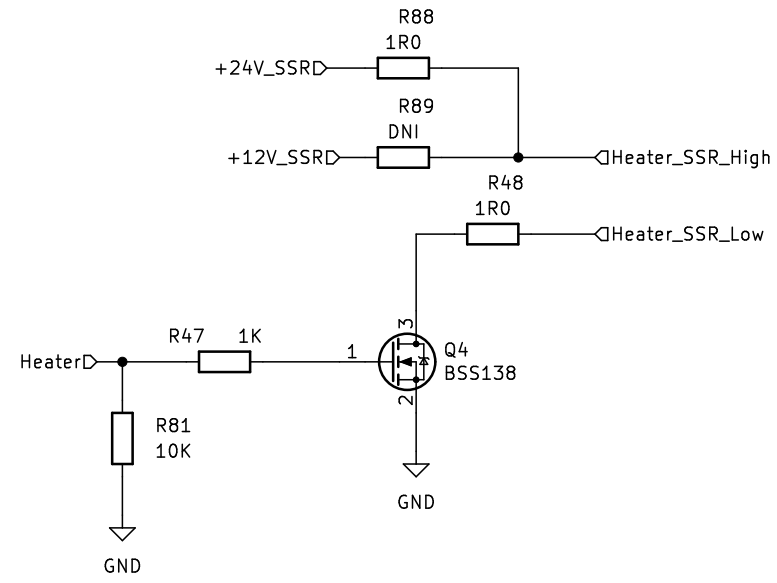 R88
1R0
+24V_SSR
R89
DNI
+12V_SSR
Heater_SSR_High
R48
1R0
Heater_SSR_Low
3
R47 1K
1
Q4
BSS138
Heater
2
R81
10K
GND
GND